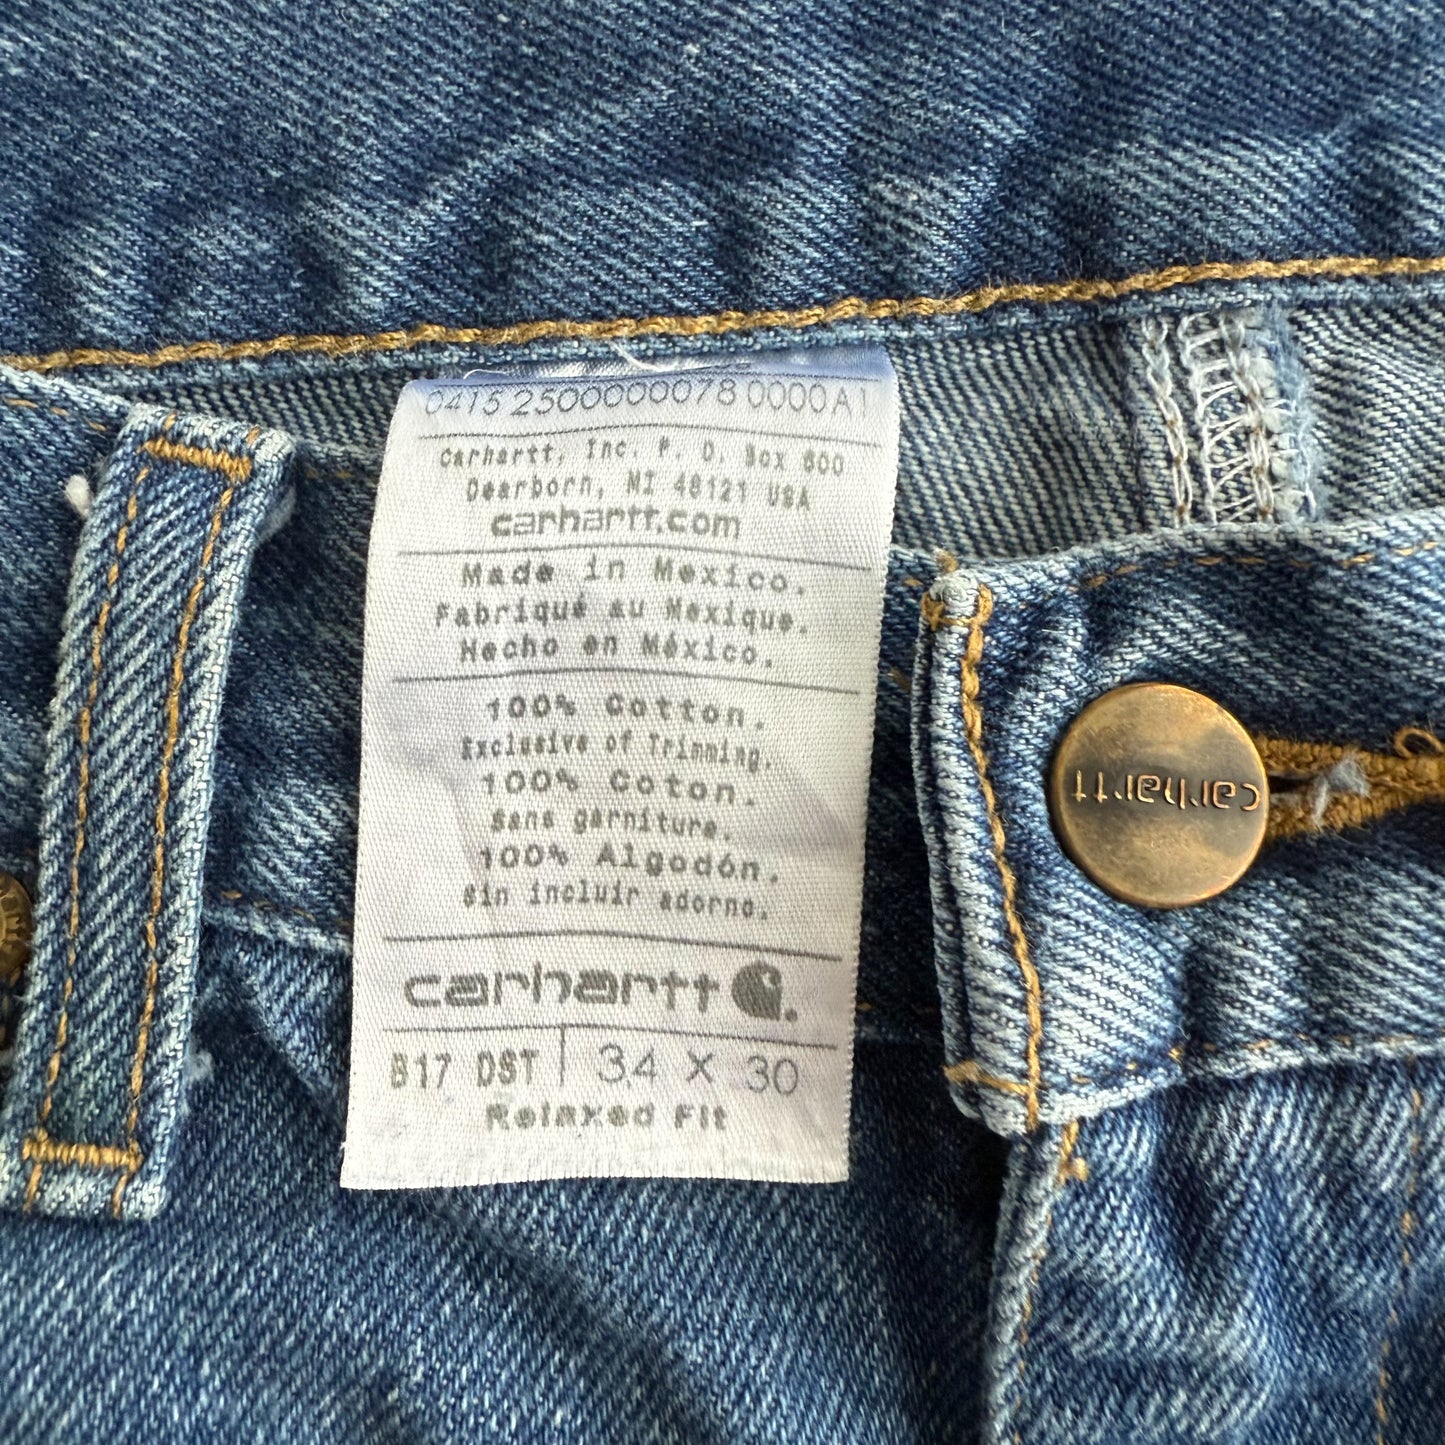 0415 2500000078 0000A1
Carhartt, Inc. P. O. Box 600
Dearborn, MI 48121 USA
carhartt.com
Made in Mexico.
Fabriqué au Mexique.
Hecho en México.
100% Cotton.
Exclusive of Trimming.
100% Coton.
Sans garniture.
100% Algodón.
Sin incluir adorno.
carhartt
B17 DST 34 X 30
Relaxed Fit
carhartt